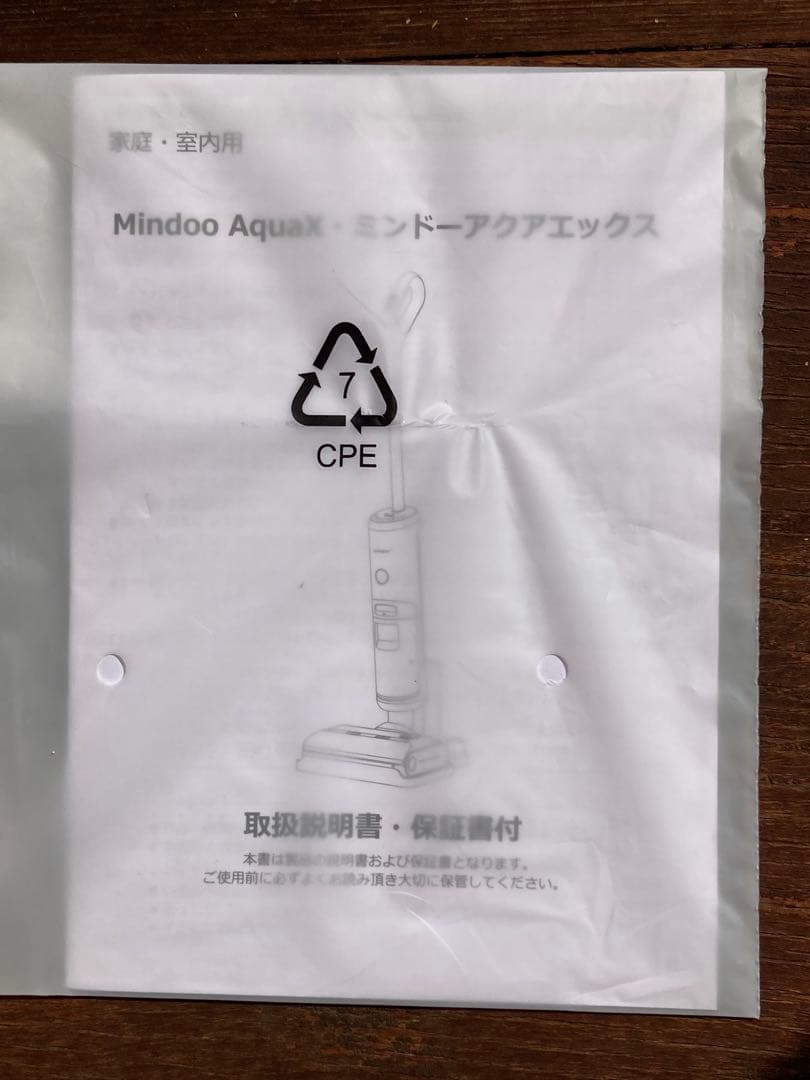 家庭・室内用
Mindoo AquaX・ミンドーアクアエックス
7
CPE
取扱説明書・保証書付
本書は製品の説明書および保証書となります。
ご使用前に必ずよくお読み頂き大切に保管してください。